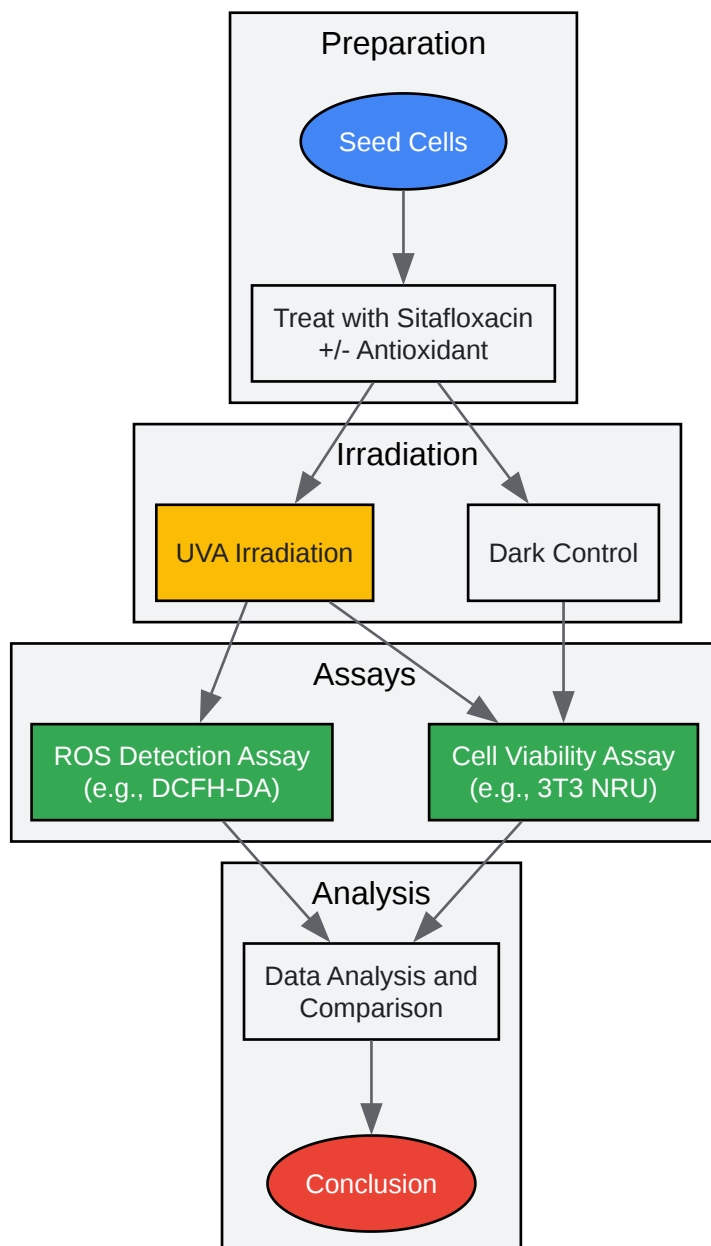 Preparation
Seed Cells
Treat with Sitafloxacin
+/- Antioxidant
Irradiation
UVA Irradiation
Dark Control
Assays
ROS Detection Assay
(e.g., DCFH-DA)
Cell Viability Assay
(e.g., 3T3 NRU)
Analysis
Data Analysis and
Comparison
Conclusion